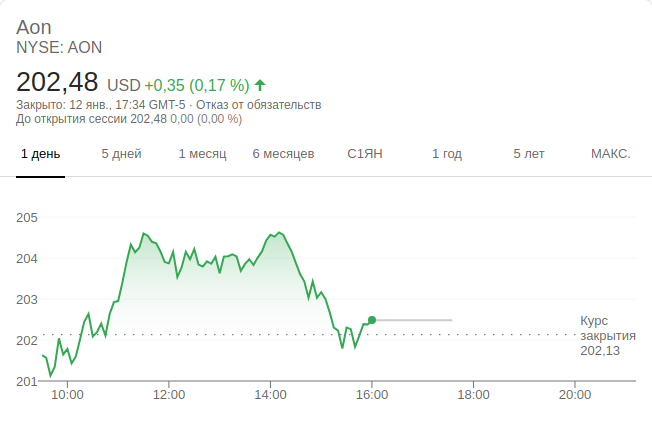 Aon
NYSE: AON
202,48 USD +0,35 (0,17 %)
Закрыто: 12 янв., 17:34 GMT-5 · Отказ от обязательств
До открытия сессии 202,48 0,00 (0,00 %)
1 день 5 дней 1 месяц 6 месяцев С1ЯН 1 год 5 лет МАКС.
205
204
203
202
201
Курс
закрытия
202,13
10:00 12:00 14:00 16:00 18:00 20:00